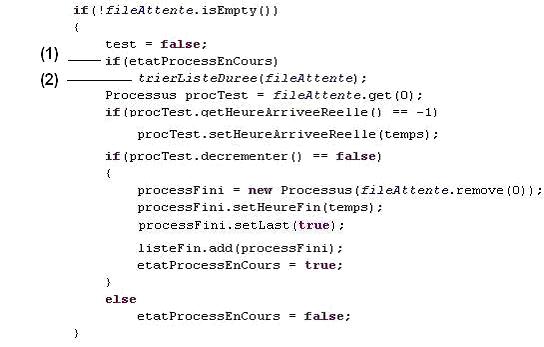 if(!fileAttente.isEmpty())
{
test = false;
(1) if(etatProcessEnCours)
(2) trierListeDuree(fileAttente);
Processus procTest = fileAttente.get(0);
if(procTest.getHeureArriveeReelle() == -1)
procTest.setHeureArriveeReelle(temps);
if(procTest.decrementer() == false)
{
processFini = new Processus(fileAttente.remove(0));
processFini.setHeureFin(temps);
processFini.setLast(true);
listeFin.add(processFini);
etatProcessEnCours = true;
}
else
etatProcessEnCours = false;
}